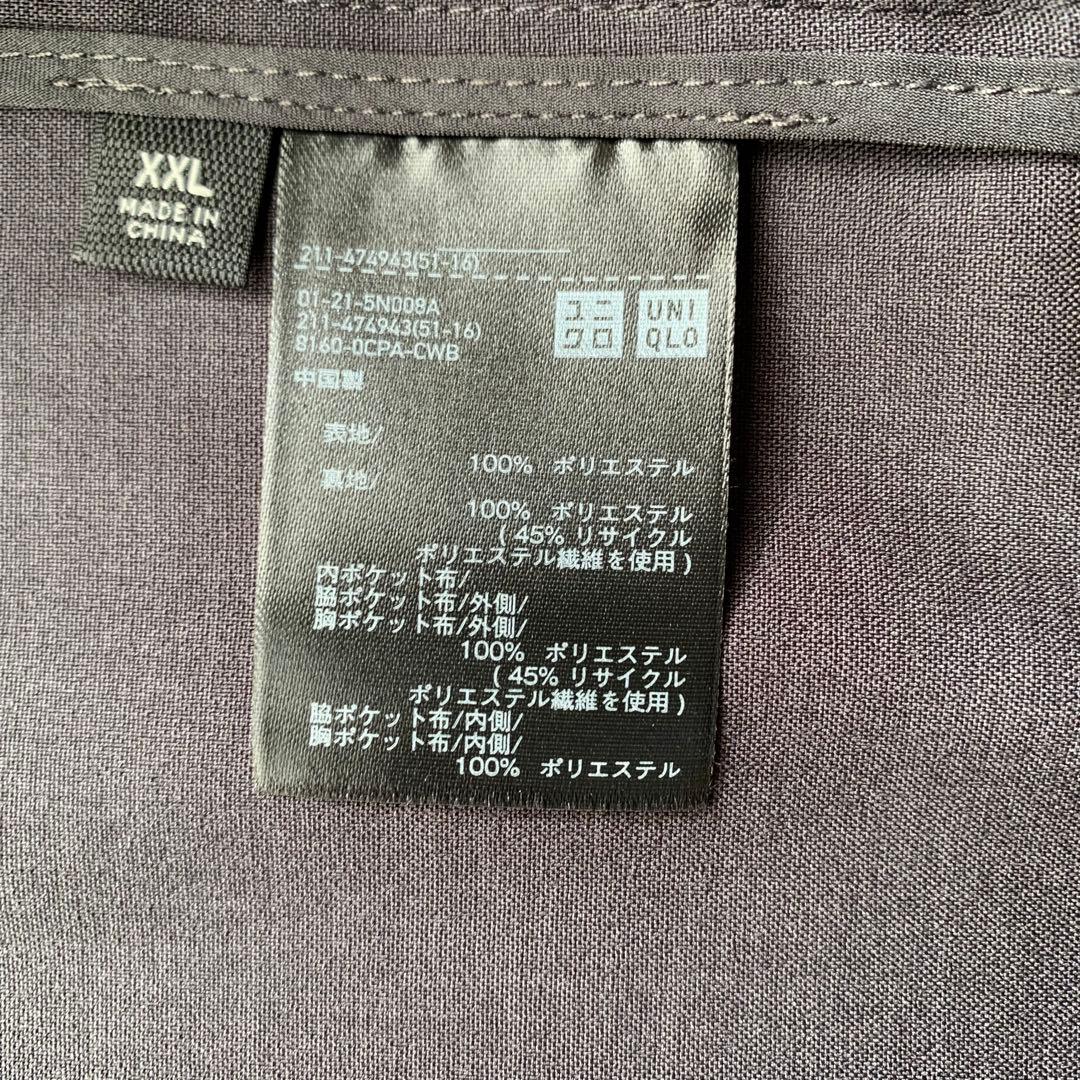 XXL
MADE IN
CHINA
211-474943(51-16)
01-21-5N008A
211-474943(51-16)
8160-0CPA-CWB
ユニ
クロ
UNI
QLO
中国製
表地/
100% ポリエステル
裏地/
100% ポリエステル
( 45% リサイクル
ポリエステル繊維を使用 )
内ポケット布/
脇ポケット布/外側/
胸ポケット布/外側/
100% ポリエステル
( 45% リサイクル
ポリエステル繊維を使用 )
脇ポケット布/内側/
胸ポケット布/内側/
100% ポリエステル